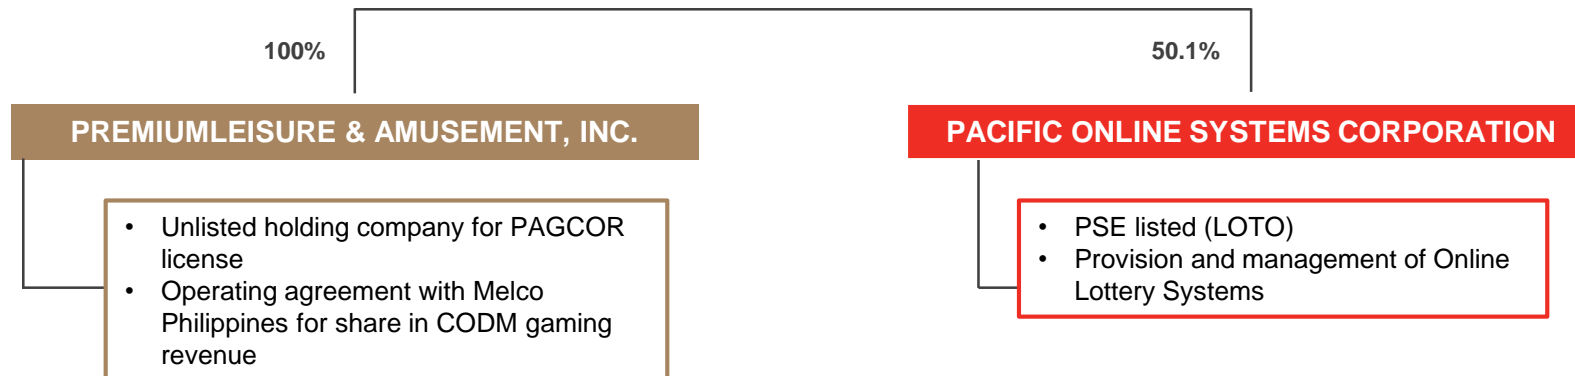 100%
50.1%
PREMIUMLEISURE & AMUSEMENT, INC.
• Unlisted holding company for PAGCOR
license
• Operating agreement with Melco
Philippines for share in CODM gaming
revenue
PACIFIC ONLINE SYSTEMS CORPORATION
• PSE listed (LOTO)
• Provision and management of Online
Lottery Systems